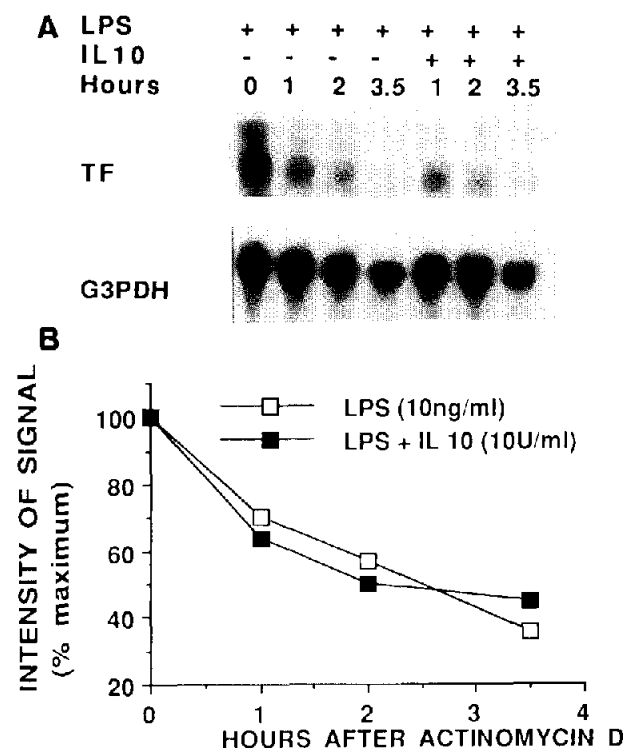 A LPS + + + + + + +
IL10 - - - - + + +
Hours 0 1 2 3.5 1 2 3.5
TF
G3PDH
B
LPS (10ng/ml)
LPS + IL 10 (10U/ml)
INTENSITY OF SIGNAL
(% maximum)
100
80
60
40
20
0 1 2 3 4
HOURS AFTER ACTINOMYCIN D